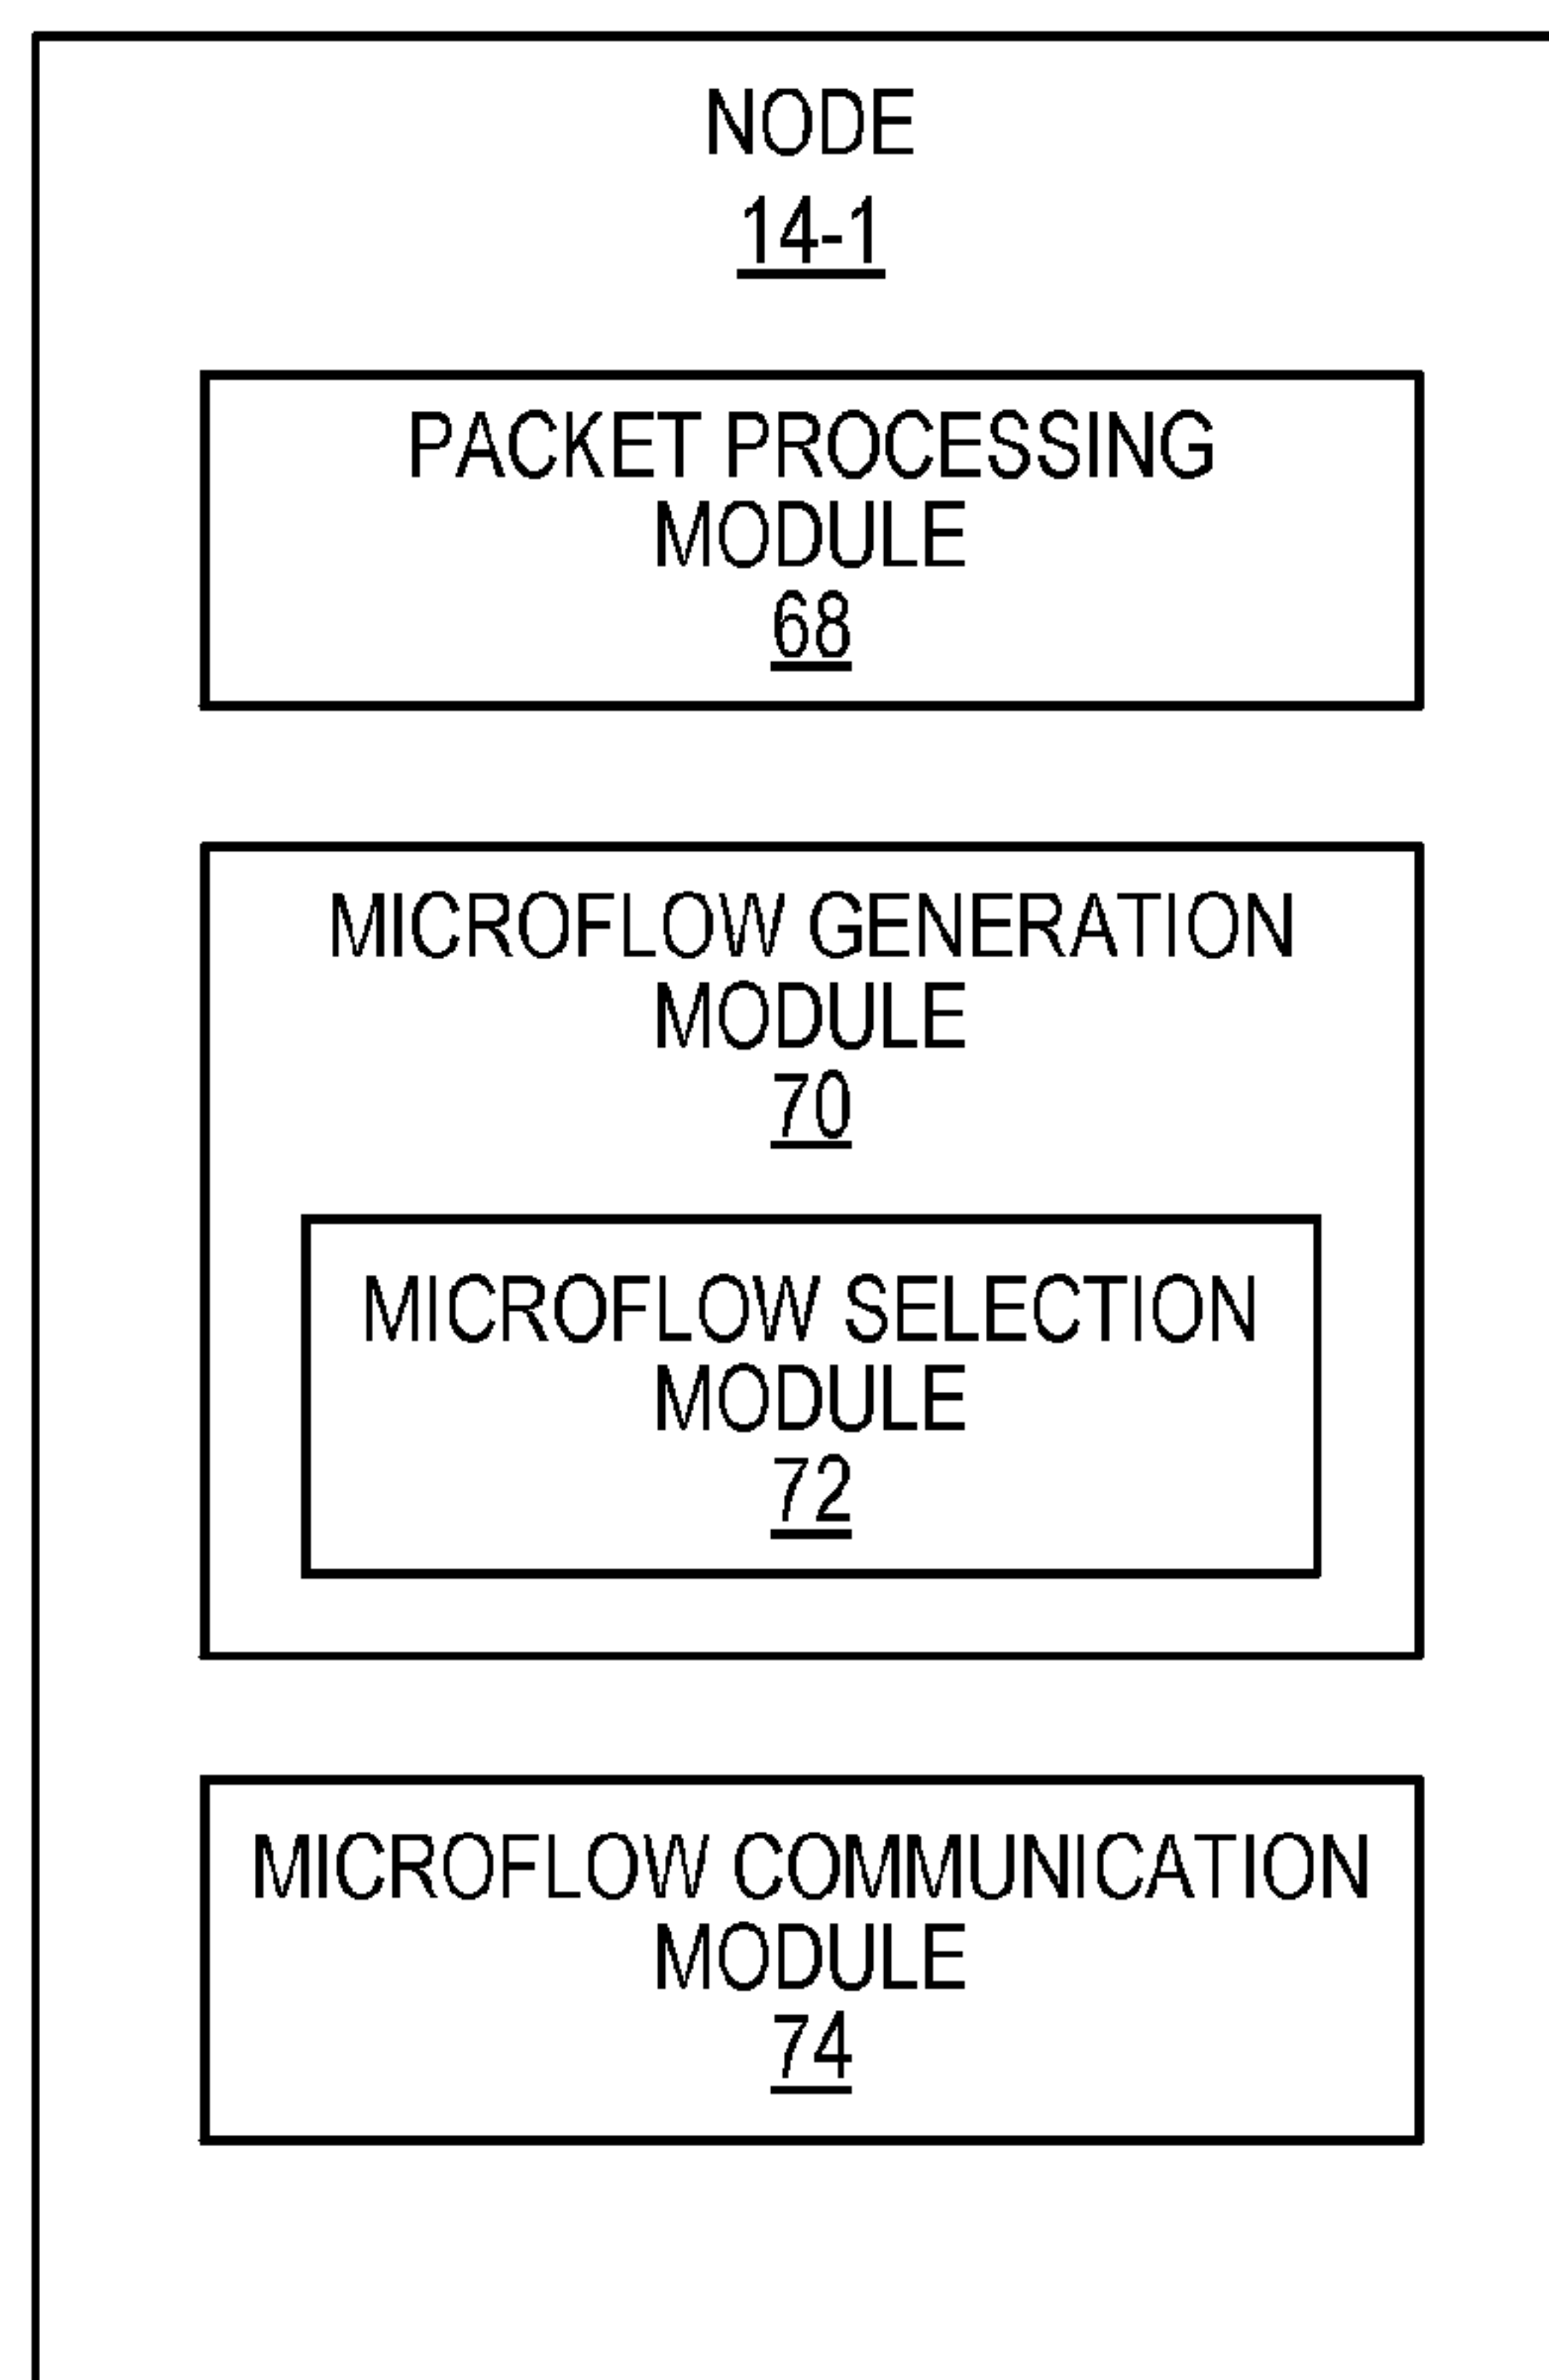 NODE
14-1
PACKET PROCESSING
MODULE
68
MICROFLOW GENERATION
MODULE
70
MICROFLOW SELECTION
MODULE
72
MICROFLOW COMMUNICATION
MODULE
74